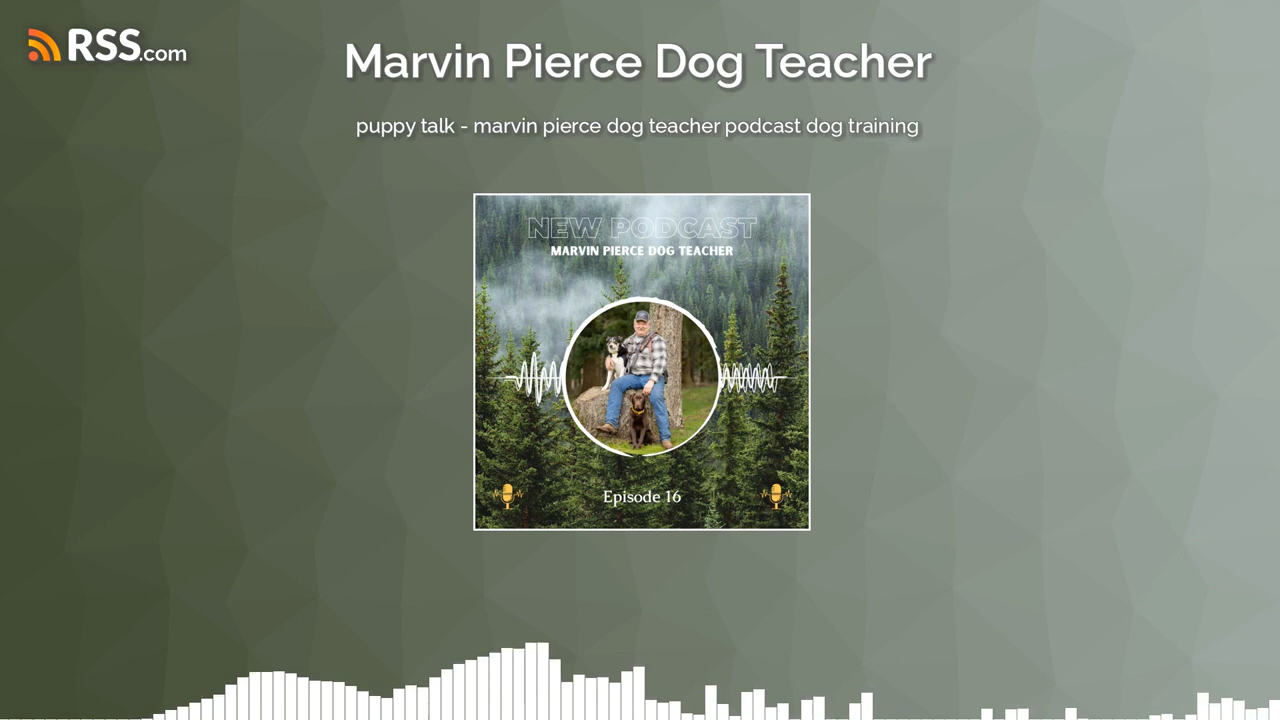 RSS.com
Marvin Pierce Dog Teacher
puppy talk - marvin pierce dog teacher podcast dog training
NEW PODCAST
MARVIN PIERCE DOG TEACHER
Episode 16